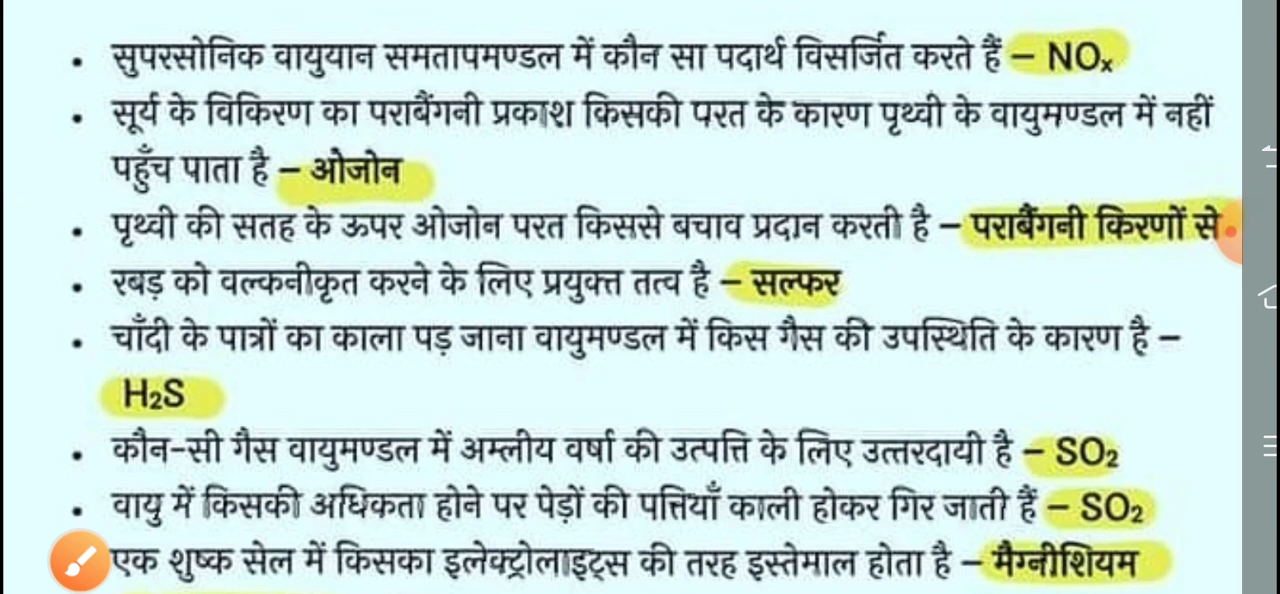 • सुपरसोनिक वायुयान समतापमण्डल में कौन सा पदार्थ विसर्जित करते हैं – NOₓ
• सूर्य के विकिरण का पराबैंगनी प्रकाश किसकी परत के कारण पृथ्वी के वायुमण्डल में नहीं
पहुँच पाता है – ओजोन
• पृथ्वी की सतह के ऊपर ओजोन परत किससे बचाव प्रदान करती है – पराबैंगनी किरणों से
• रबड़ को वल्कनीकृत करने के लिए प्रयुक्त तत्व है – सल्फर
• चाँदी के पात्रों का काला पड़ जाना वायुमण्डल में किस गैस की उपस्थिति के कारण है –
H₂S
• कौन-सी गैस वायुमण्डल में अम्लीय वर्षा की उत्पत्ति के लिए उत्तरदायी है – SO₂
• वायु में किसकी अधिकता होने पर पेड़ों की पत्तियाँ काली होकर गिर जाती हैं – SO₂
एक शुष्क सेल में किसका इलेक्ट्रोलाइट्स की तरह इस्तेमाल होता है – मैग्नीशियम